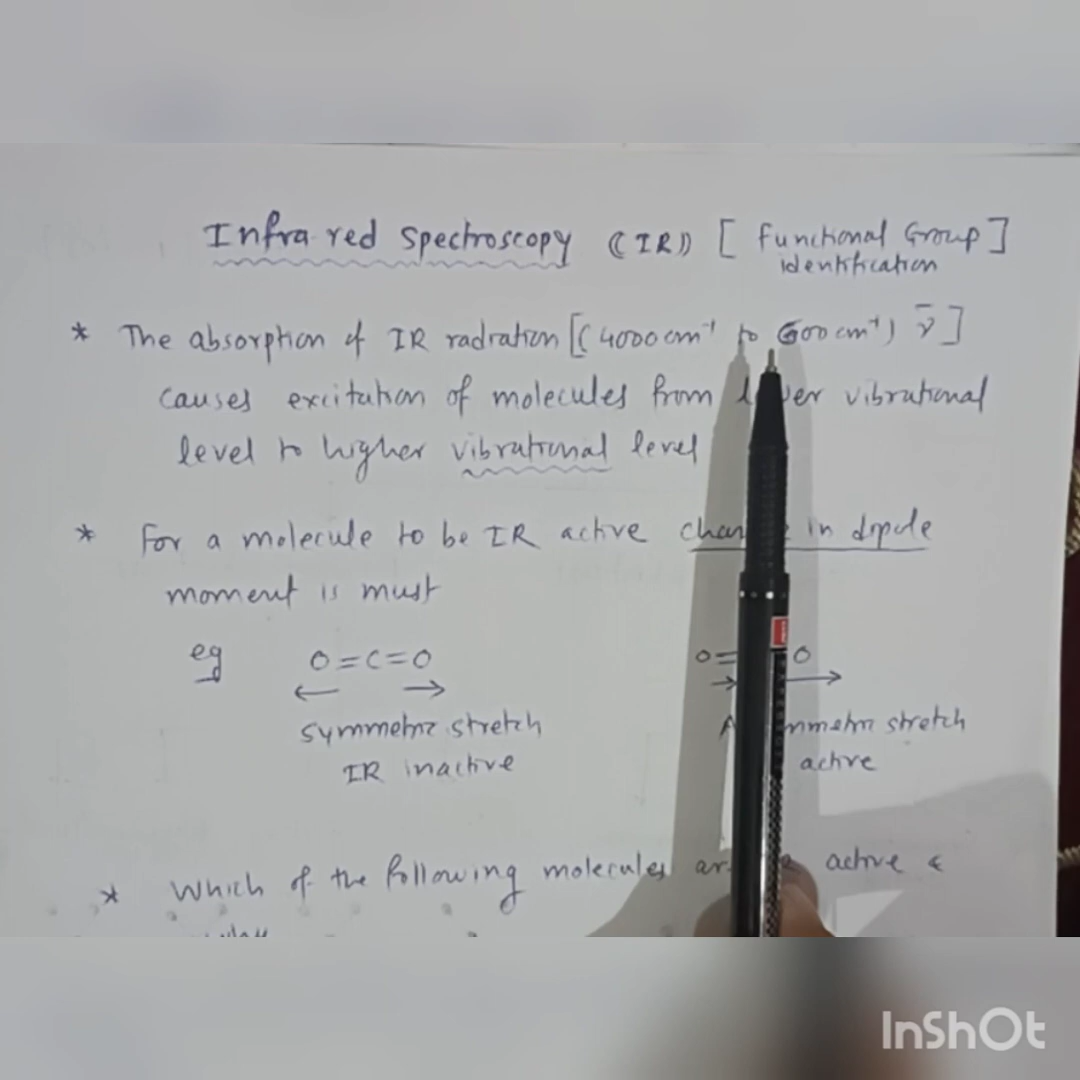 Infra red Spectroscopy (IR) [Functional Group]
identification
* The absorption of IR radiation [(4000 cm⁻¹ to 600 cm⁻¹) ν̅]
causes excitation of molecules from vibrational
level to higher vibrational level
* For a molecule to be IR active in dipole
moment is must
eg O=C=O O= O
← → → →
symmetric stretch stretch
IR inactive active
* Which of the following molecules active &
InShOt